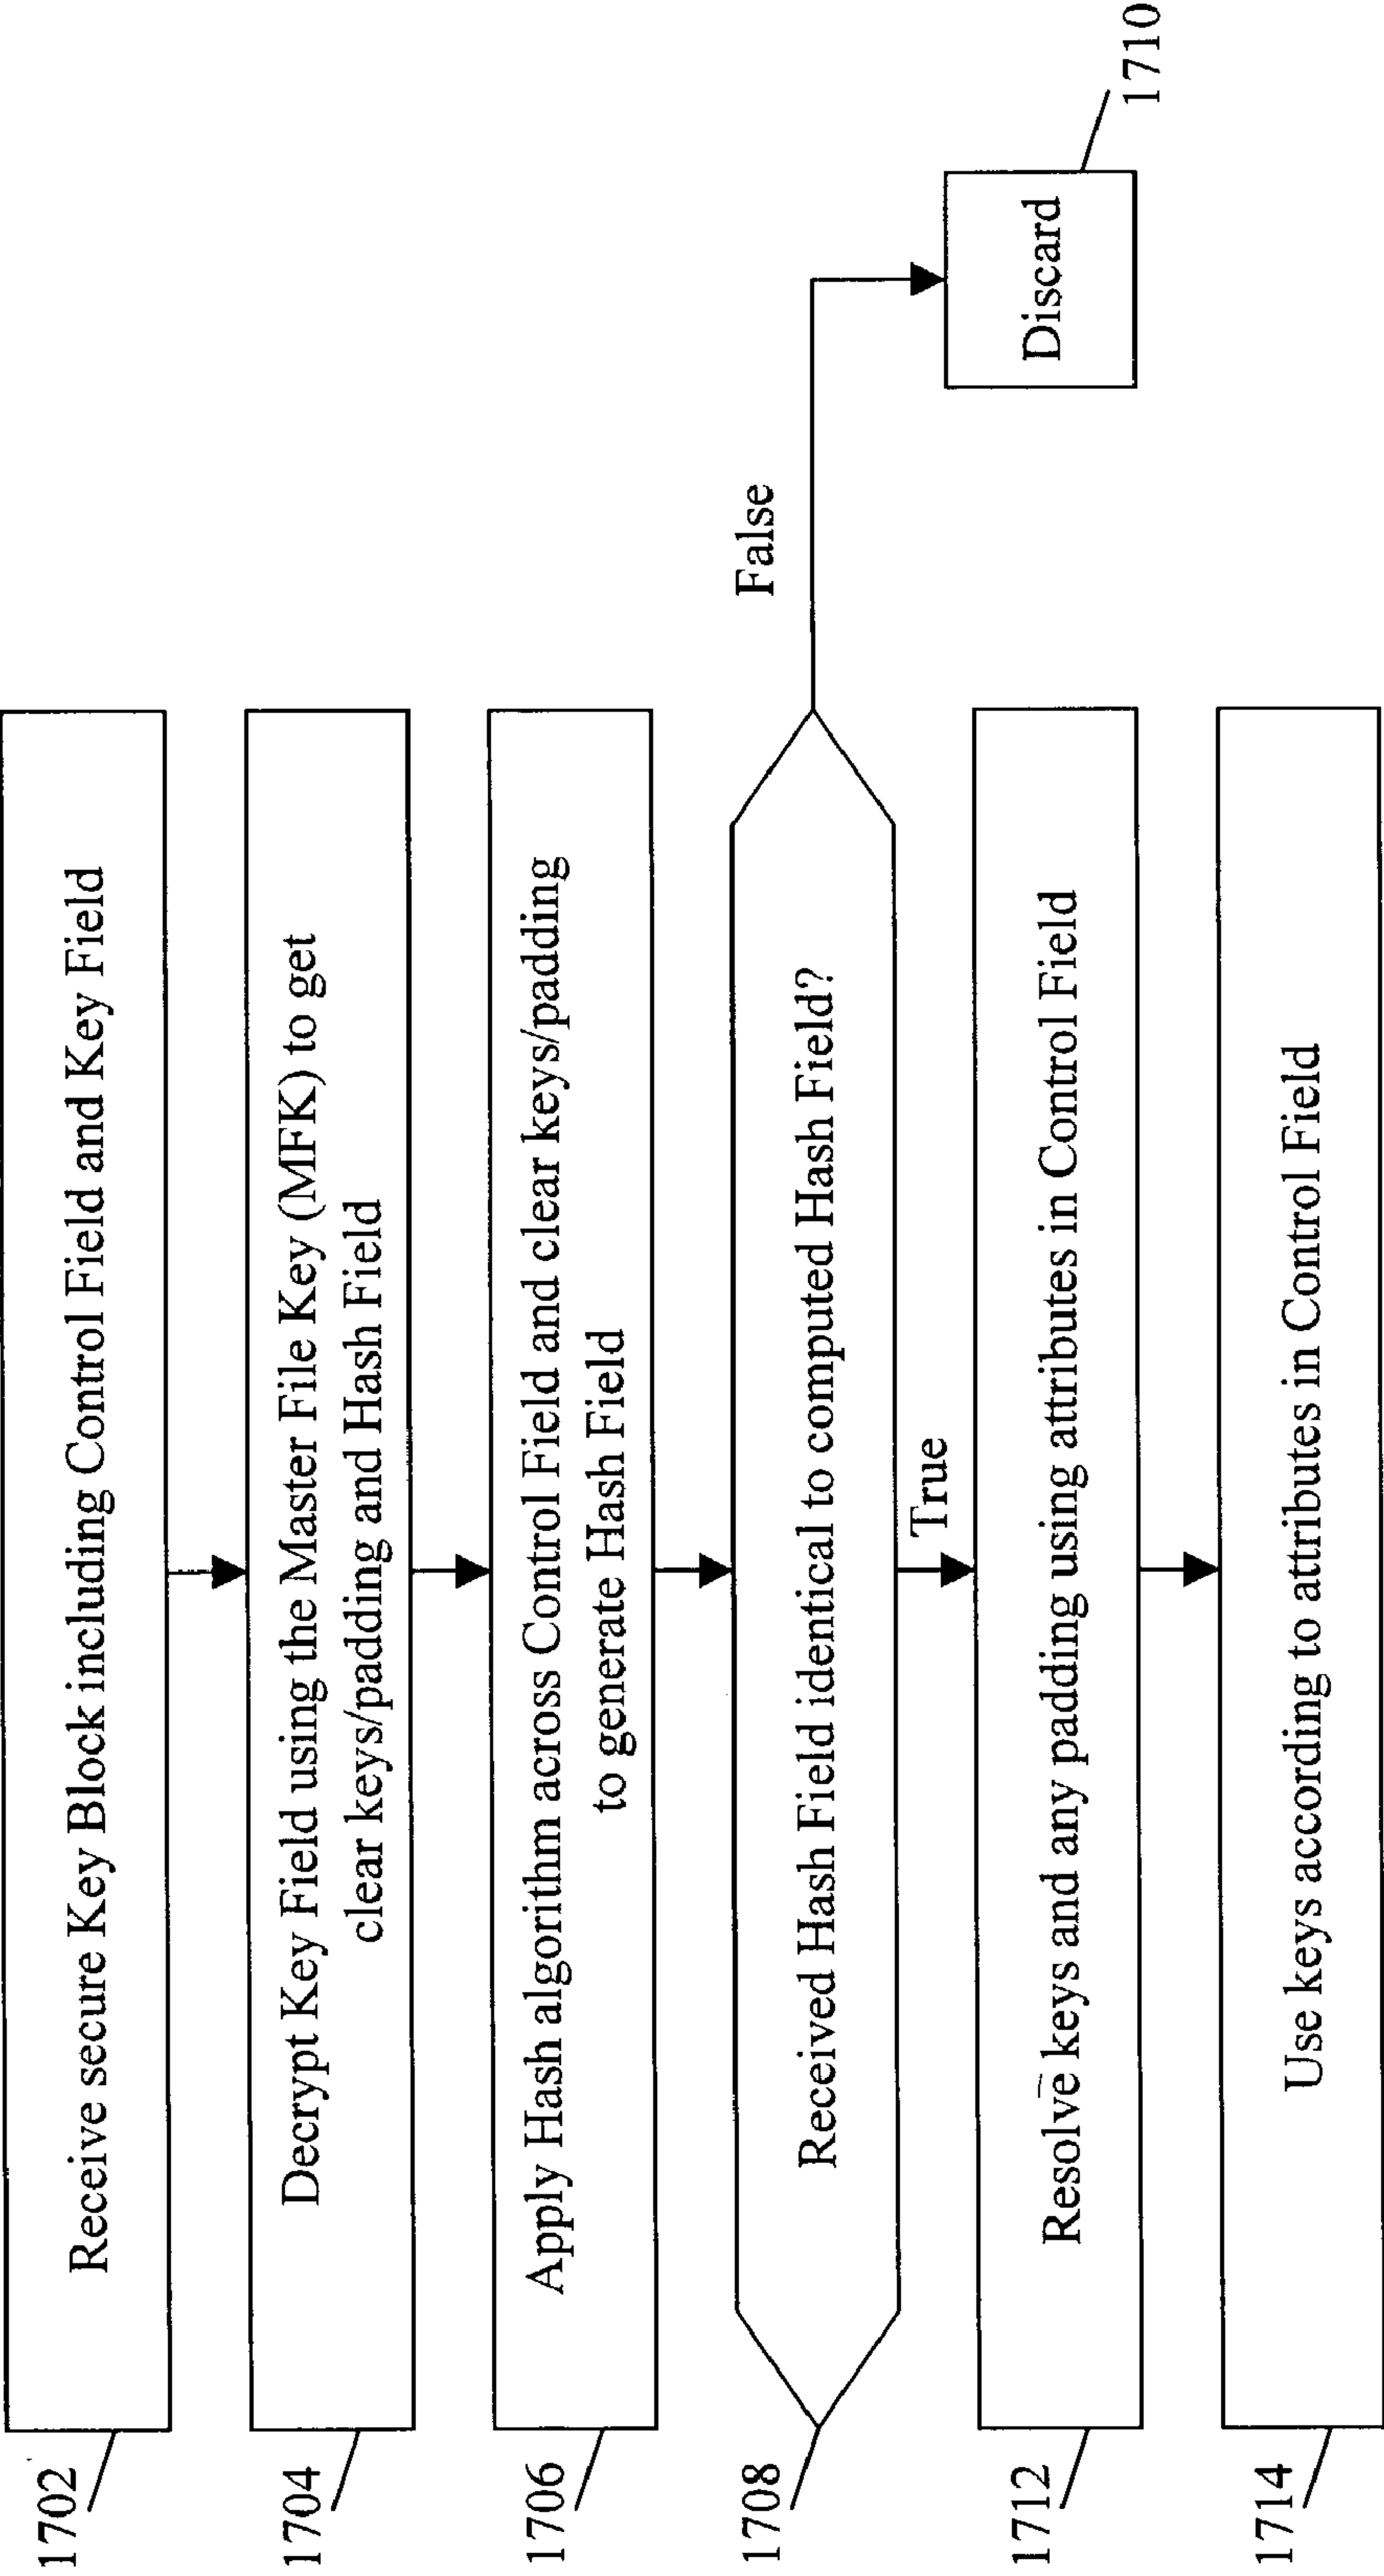 1702
Receive secure Key Block including Control Field and Key Field
1704
Decrypt Key Field using the Master File Key (MFK) to get
clear keys/padding and Hash Field
1706
Apply Hash algorithm across Control Field and clear keys/padding
to generate Hash Field
1708
Received Hash Field identical to computed Hash Field?
False
Discard
1710
True
1712
Resolve keys and any padding using attributes in Control Field
1714
Use keys according to attributes in Control Field